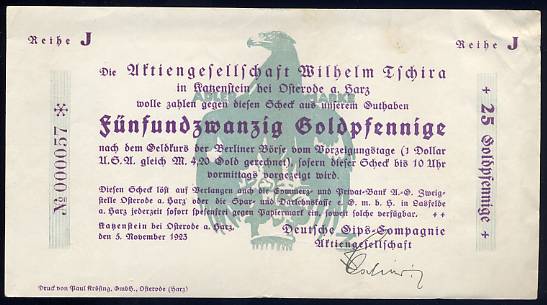 Reihe J
Reihe J
Die Aktiengesellschaft Wilhelm Tschira
in Katzenstein bei Osterode a. Harz
wolle zahlen gegen diesen Scheck aus unserem Guthaben
ADLER MARKE
Fünfundzwanzig Goldpfennige
nach dem Geldkurs der Berliner Börse vom Vorzeigungstage (1 Dollar
U.S.A. gleich M. 4,20 Gold gerechnet), sofern dieser Scheck bis 10 Uhr
vormittags vorgezeigt wird.
Diesen Scheck löst auf Verlangen auch die Commerz und Privat-Bank A.-G. Zweig-
stelle Osterode a. Harz oder die Spar- und Darlehnskasse G. m. b. H. in Lasfelde
a. Harz jederzeit sofort spesenfrei gegen Papiermark ein, soweit solche verfügbar. ++
Katzenstein bei Osterode a. Harz,
den 5. November 1923
Deutsche Gips-Compagnie
Aktiengesellschaft
№ 000057 *
+ 25 Goldpfennige +
Druck von Paul Krösing, GmbH., Osterode (Harz)